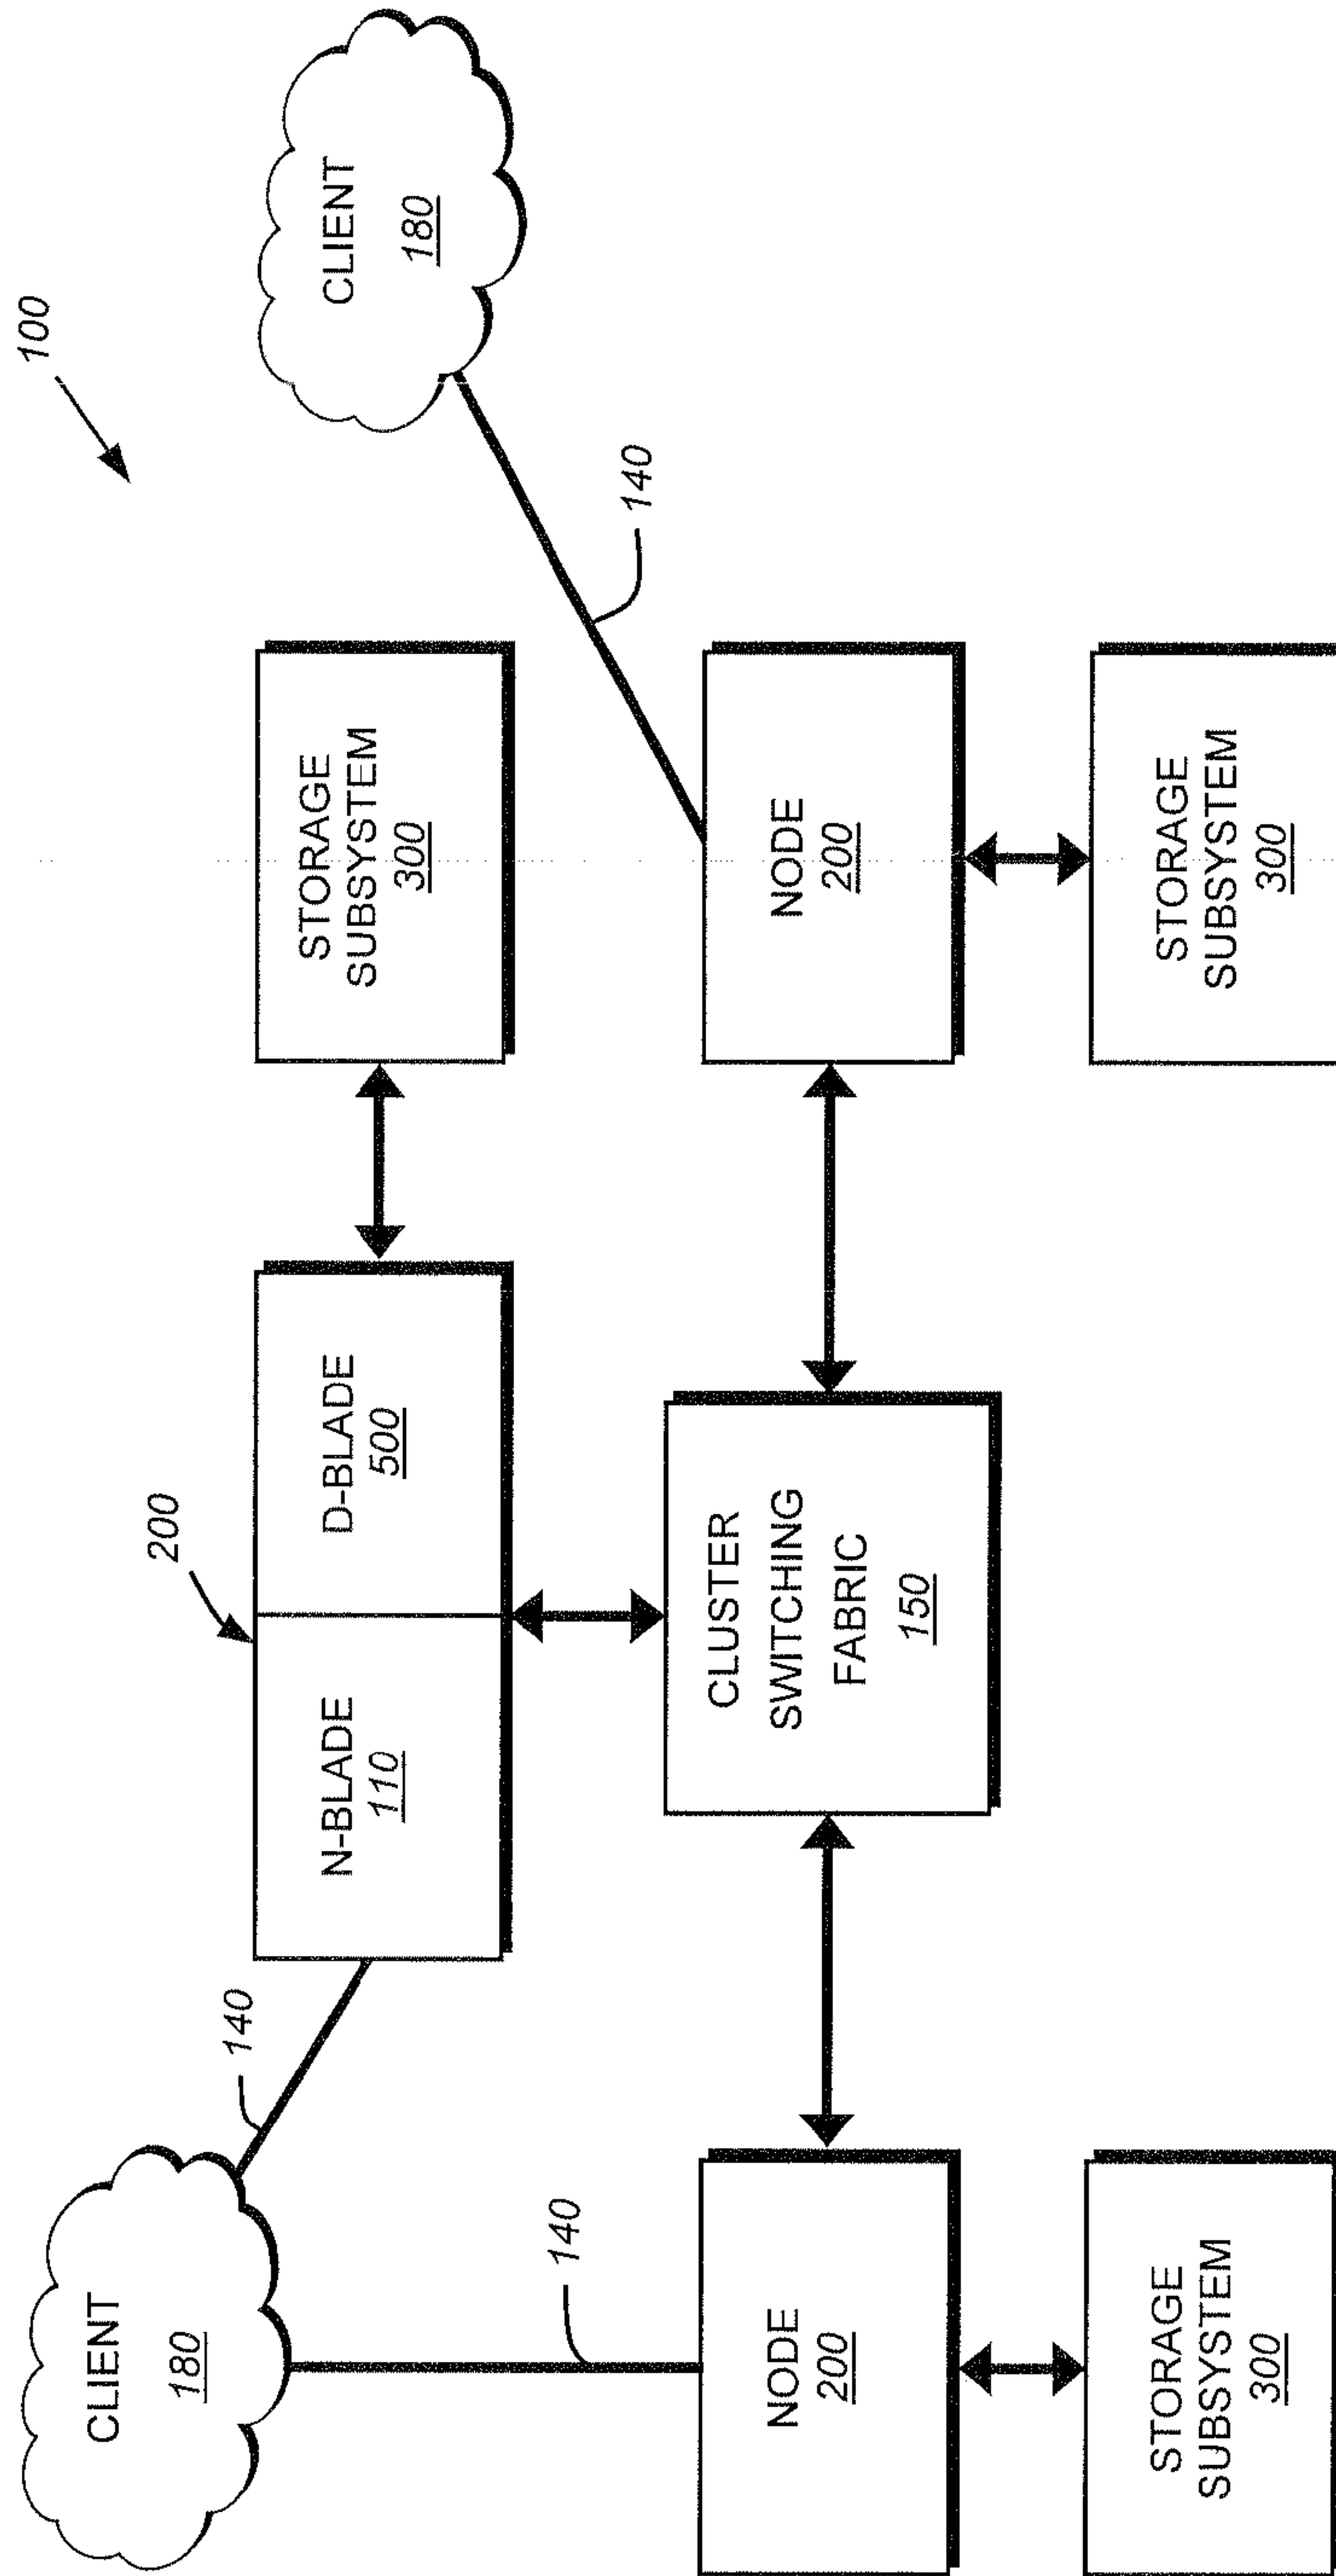 100
CLIENT
180
CLIENT
180
140
200
N-BLADE
110
D-BLADE
500
STORAGE
SUBSYSTEM
300
140
140
NODE
200
CLUSTER
SWITCHING
FABRIC
150
NODE
200
STORAGE
SUBSYSTEM
300
STORAGE
SUBSYSTEM
300